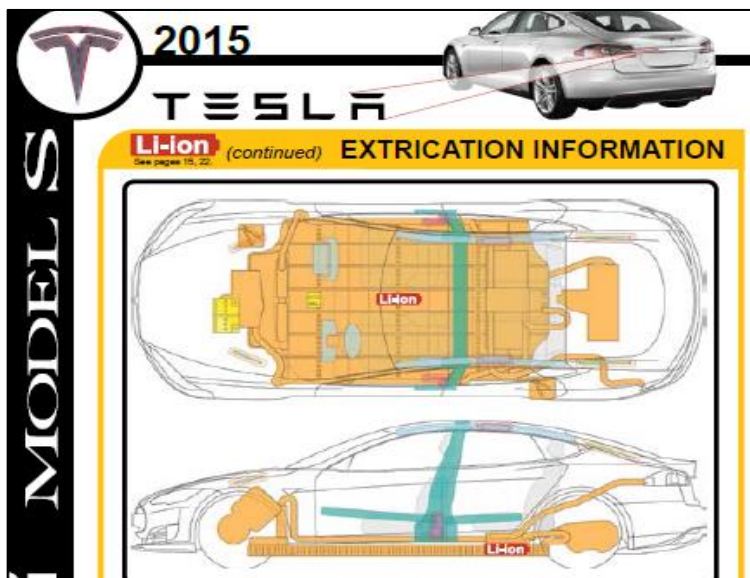 2015
TESLA
MODEL S
Li-ion (continued) EXTRICATION INFORMATION
See pages 15, 22.
Li-ion
Li-ion